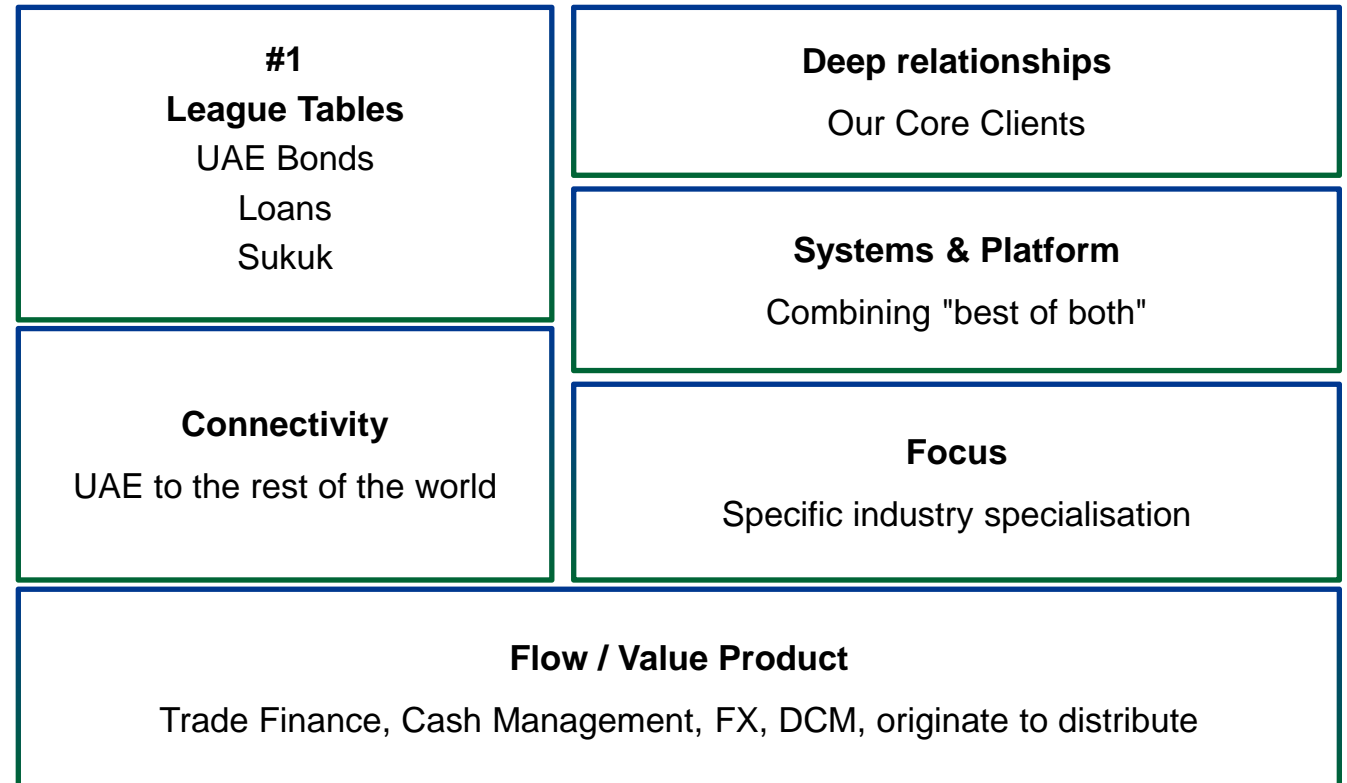 #1
League Tables
UAE Bonds
Loans
Sukuk
Deep relationships
Our Core Clients
Systems & Platform
Combining "best of both"
Connectivity
UAE to the rest of the world
Focus
Specific industry specialisation
Flow / Value Product
Trade Finance, Cash Management, FX, DCM, originate to distribute